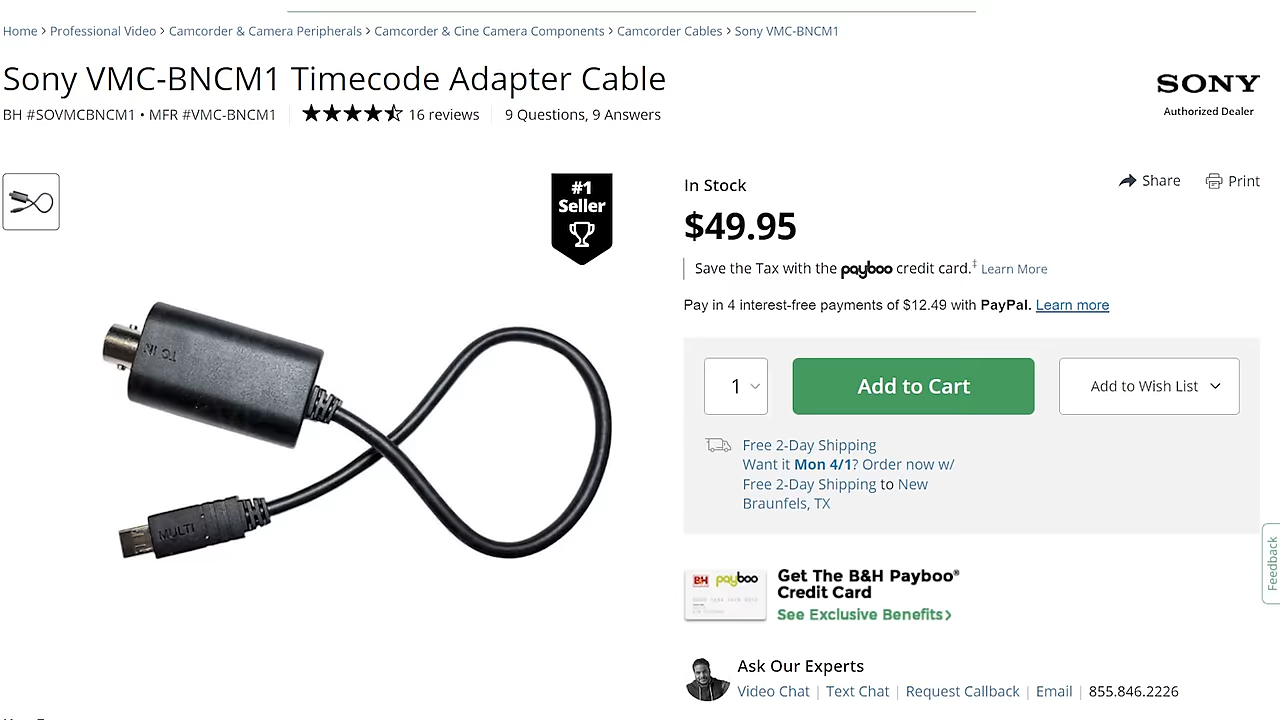 Home > Professional Video > Camcorder & Camera Peripherals > Camcorder & Cine Camera Components > Camcorder Cables > Sony VMC-BNCM1
Sony VMC-BNCM1 Timecode Adapter Cable
BH #SOVMCBNCM1 • MFR #VMC-BNCM1
16 reviews
9 Questions, 9 Answers
SONY
Authorized Dealer
#1
Seller
TC IN
MULTI
In Stock
Share
Print
$49.95
Save the Tax with the payboo credit card.‡ Learn More
Pay in 4 interest-free payments of $12.49 with PayPal. Learn more
1
Add to Cart
Add to Wish List
Free 2-Day Shipping
Want it Mon 4/1? Order now w/
Free 2-Day Shipping to New
Braunfels, TX
Feedback
B&H payboo
Get The B&H Payboo®
Credit Card
See Exclusive Benefits>
Ask Our Experts
Video Chat | Text Chat | Request Callback | Email | 855.846.2226